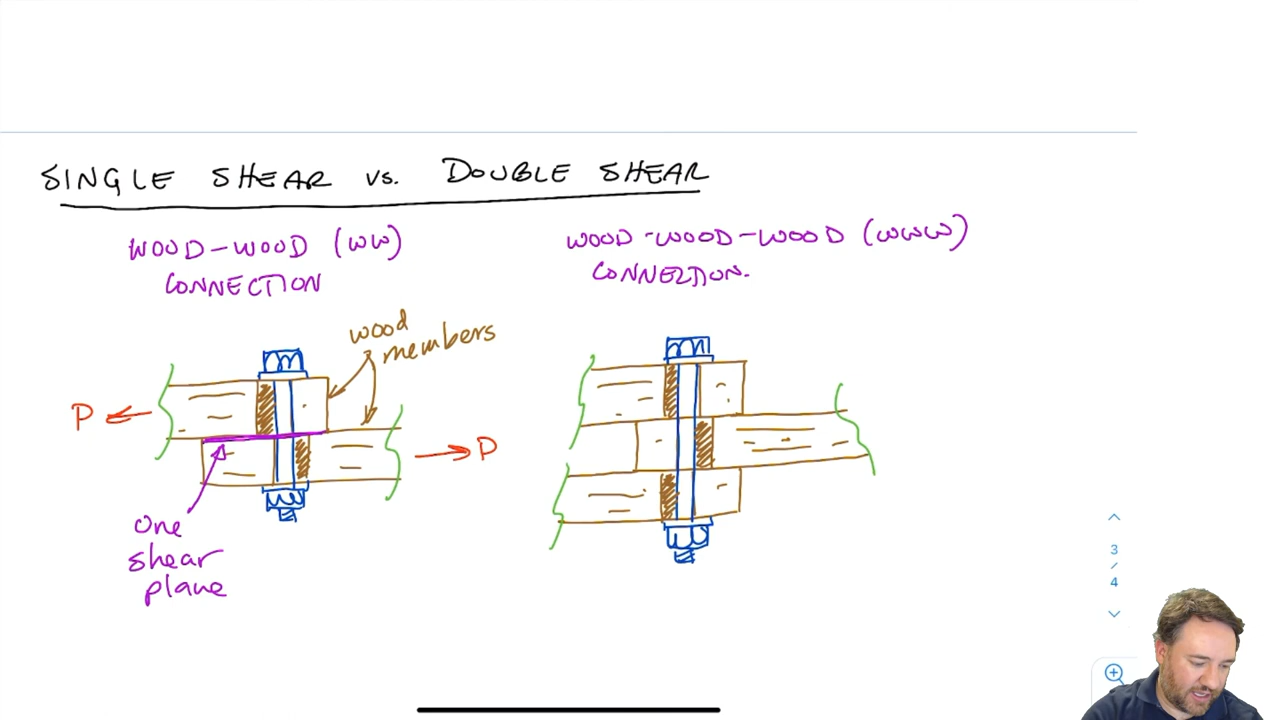 SINGLE SHEAR vs. DOUBLE SHEAR
WOOD-WOOD (WW)
CONNECTION
WOOD-WOOD-WOOD (WWW)
CONNECTION.
wood
members
P
P
One
shear
plane
3
/
4